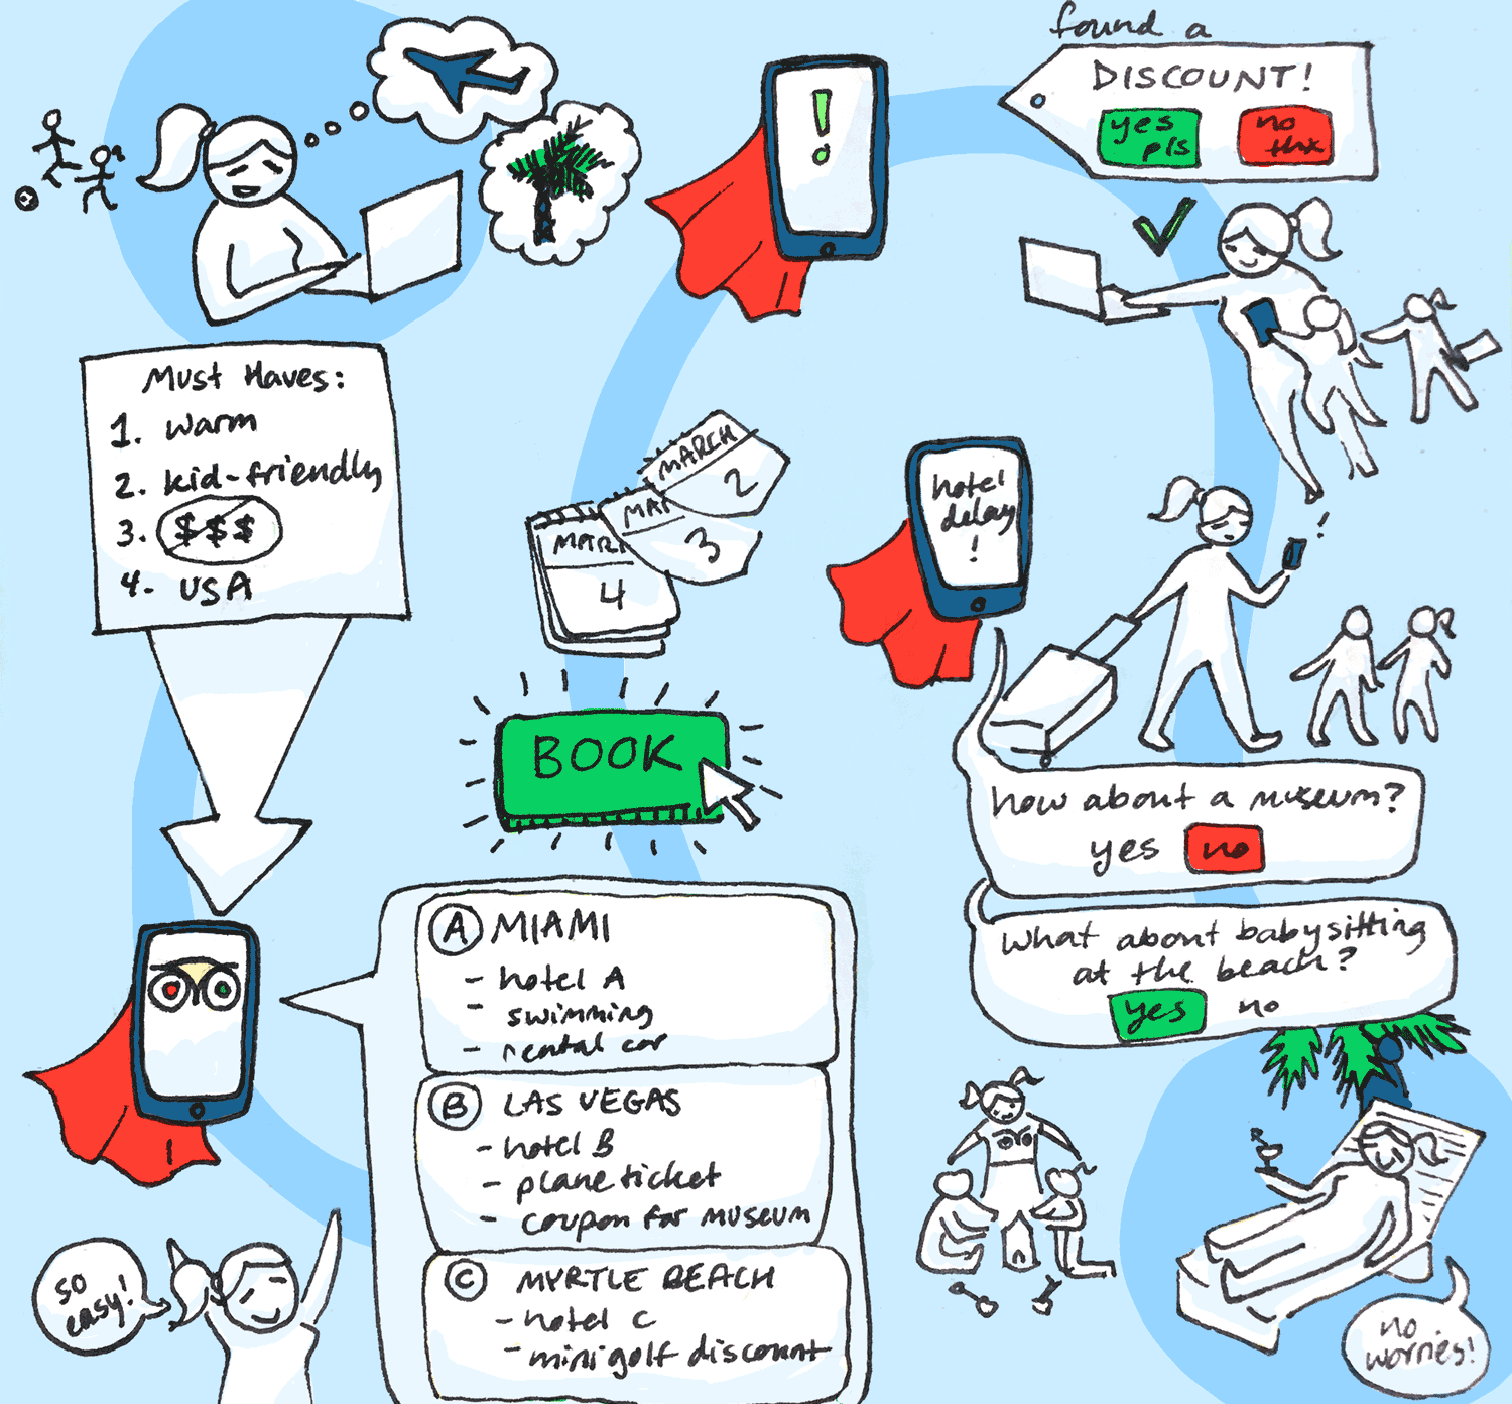 Must Haves:
1. warm
2. kid-friendly
3. $$$
4. USA
A MIAMI
- hotel A
- swimming
- rental car
B LAS VEGAS
- hotel B
- plane ticket
- coupon for museum
C MYRTLE BEACH
- hotel C
- minigolf discount
so
easy!
BOOK
MARCH
2
MAR
3
MARC
4
!
found a
DISCOUNT!
yes
pls
no
thx
hotel
delay
!
!
how about a museum?
yes no
What about babysitting
at the beach?
yes no
no
worries!